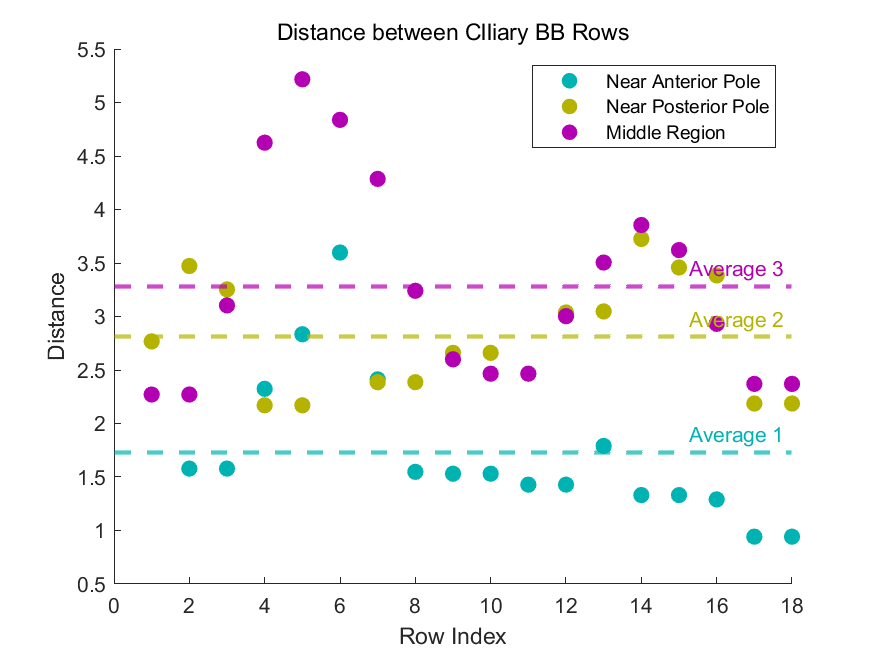 Distance between CIliary BB Rows
5.5
5
4.5
4
3.5
3
2.5
2
1.5
1
0.5
Distance
Near Anterior Pole
Near Posterior Pole
Middle Region
Average 3
Average 2
Average 1
0 2 4 6 8 10 12 14 16 18
Row Index